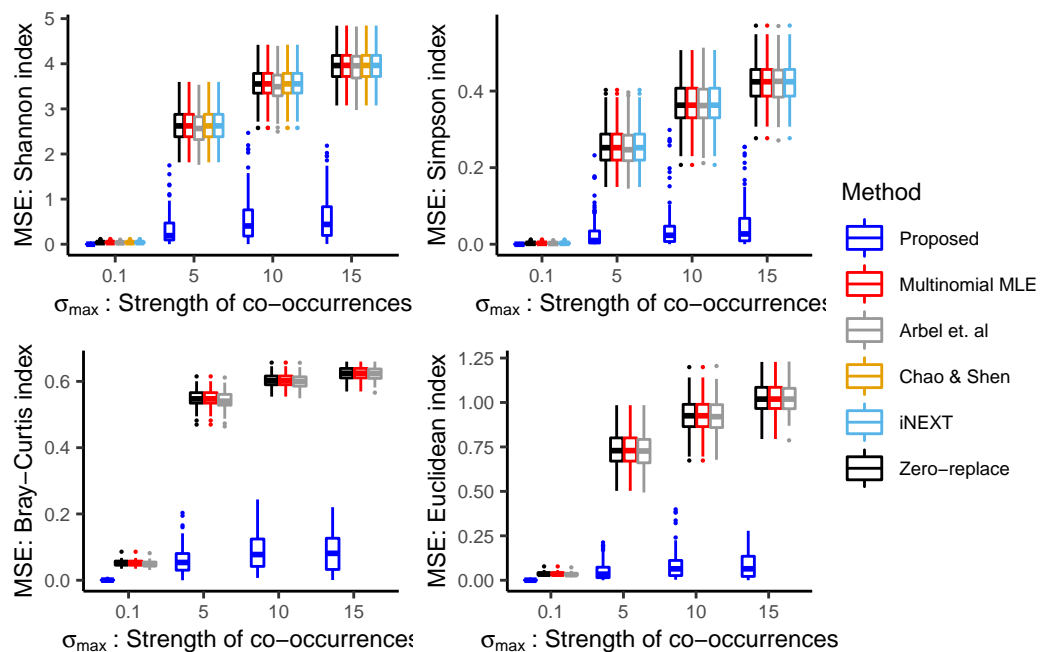 MSE: Shannon index
5
4
3
2
1
0
0.1 5 10 15
σmax : Strength of co−occurrences
MSE: Simpson index
0.4
0.2
0.0
0.1 5 10 15
σmax : Strength of co−occurrences
MSE: Bray−Curtis index
0.6
0.4
0.2
0.0
0.1 5 10 15
σmax : Strength of co−occurrences
MSE: Euclidean index
1.25
1.00
0.75
0.50
0.25
0.00
0.1 5 10 15
σmax : Strength of co−occurrences
Method
Proposed
Multinomial MLE
Arbel et. al
Chao & Shen
iNEXT
Zero−replace